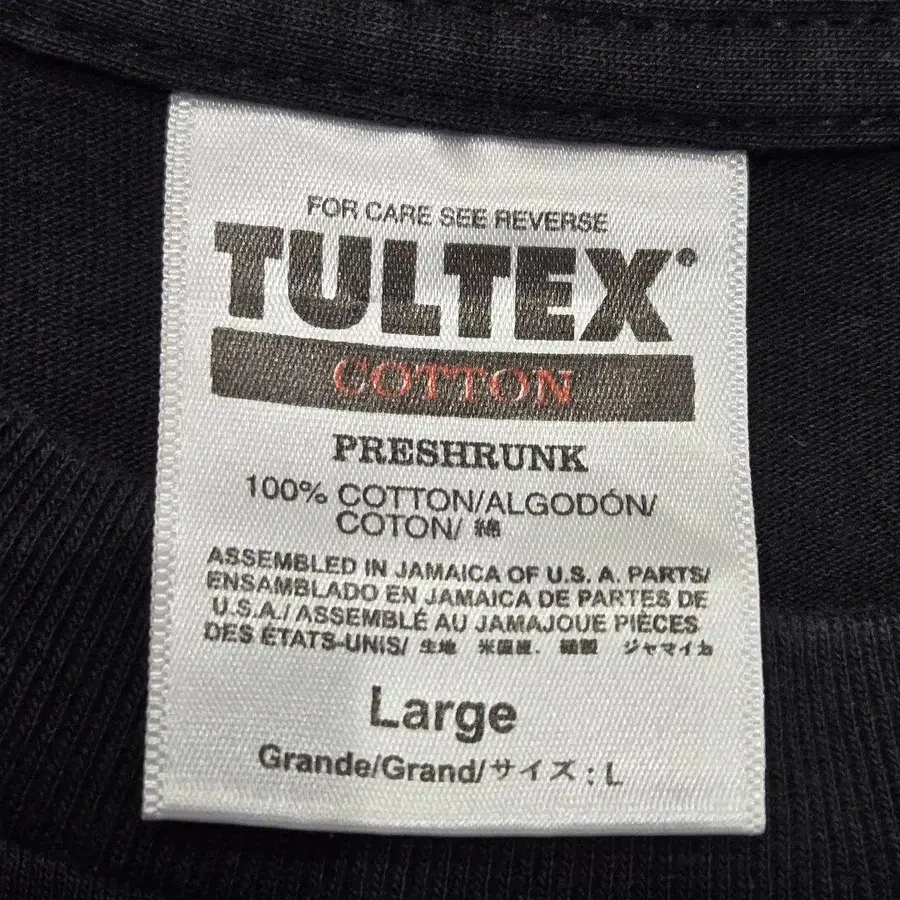 FOR CARE SEE REVERSE
TULTEX®
COTTON
PRESHRUNK
100% COTTON/ALGODÓN/
COTON/ 綿
ASSEMBLED IN JAMAICA OF U.S. A. PARTS/
ENSAMBLADO EN JAMAICA DE PARTES DE
U.S.A./ ASSEMBLÉ AU JAMAJOUE PIÈCES
DES ÉTATS-UNIS/ 生地 米国産. 縫製 ジャマイカ
Large
Grande/Grand/サイズ : L